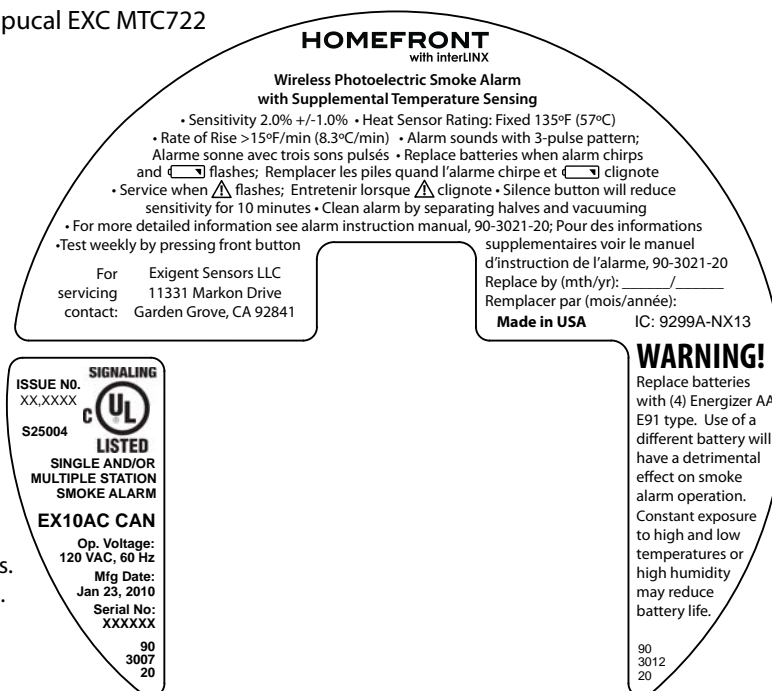 pucal EXC MTC722
HOMEFRONT
with interLINX
Wireless Photoelectric Smoke Alarm
with Supplemental Temperature Sensing
• Sensitivity 2.0% +/-1.0% • Heat Sensor Rating: Fixed 135ºF (57ºC)
• Rate of Rise >15ºF/min (8.3ºC/min) • Alarm sounds with 3-pulse pattern;
Alarme sonne avec trois sons pulsés • Replace batteries when alarm chirps
and flashes; Remplacer les piles quand l'alarme chirpe et clignote
• Service when ⚠ flashes; Entretenir lorsque ⚠ clignote • Silence button will reduce
sensitivity for 10 minutes • Clean alarm by separating halves and vacuuming
• For more detailed information see alarm instruction manual, 90-3021-20; Pour des informations
•Test weekly by pressing front button
supplementaires voir le manuel
d'instruction de l'alarme, 90-3021-20
Replace by (mth/yr): ______/______
Remplacer par (mois/année):
Made in USA IC: 9299A-NX13
For
servicing
contact:
Exigent Sensors LLC
11331 Markon Drive
Garden Grove, CA 92841
WARNING!
Replace batteries
with (4) Energizer AA
E91 type. Use of a
different battery will
have a detrimental
effect on smoke
alarm operation.
Constant exposure
to high and low
temperatures or
high humidity
may reduce
battery life.
90
3012
20
SIGNALING
ISSUE N0.
XX,XXXX
C UL
S25004
LISTED
SINGLE AND/OR
MULTIPLE STATION
SMOKE ALARM
EX10AC CAN
Op. Voltage:
120 VAC, 60 Hz
Mfg Date:
Jan 23, 2010
Serial No:
XXXXXX
90
3007
20
s.
.